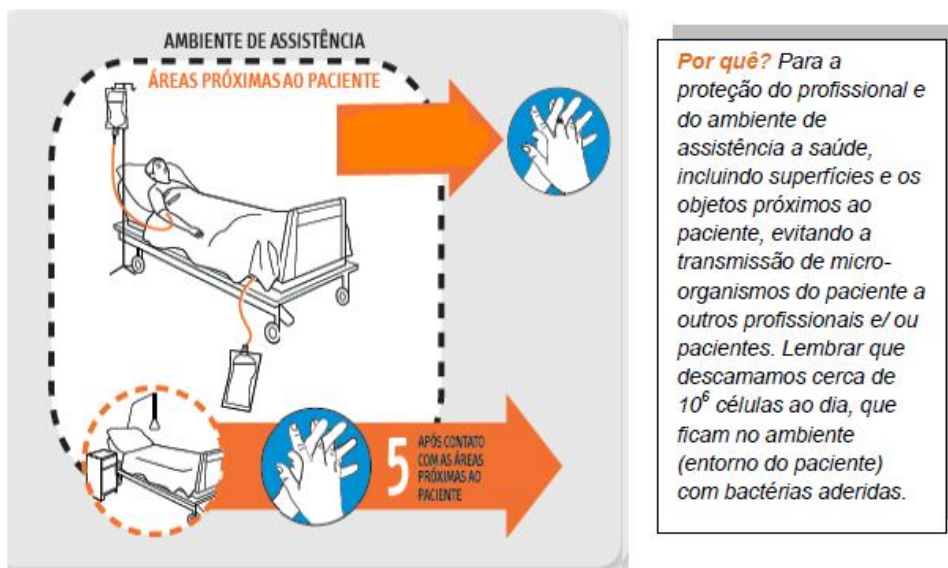 AMBIENTE DE ASSISTÊNCIA
ÁREAS PRÓXIMAS AO PACIENTE
5
APÓS CONTATO
COM AS ÁREAS
PRÓXIMAS AO
PACIENTE
Por quê? Para a
proteção do profissional e
do ambiente de
assistência a saúde,
incluindo superfícies e os
objetos próximos ao
paciente, evitando a
transmissão de micro-
organismos do paciente a
outros profissionais e/ ou
pacientes. Lembrar que
descamamos cerca de
10⁶ células ao dia, que
ficam no ambiente
(entorno do paciente)
com bactérias aderidas.